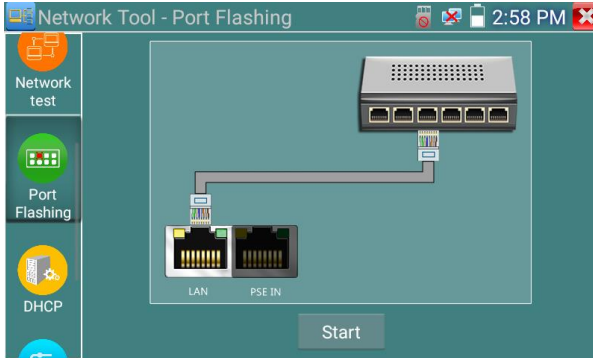 Network Tool - Port Flashing
2:58 PM
Network
test
Port
Flashing
DHCP
LAN
PSE IN
Start